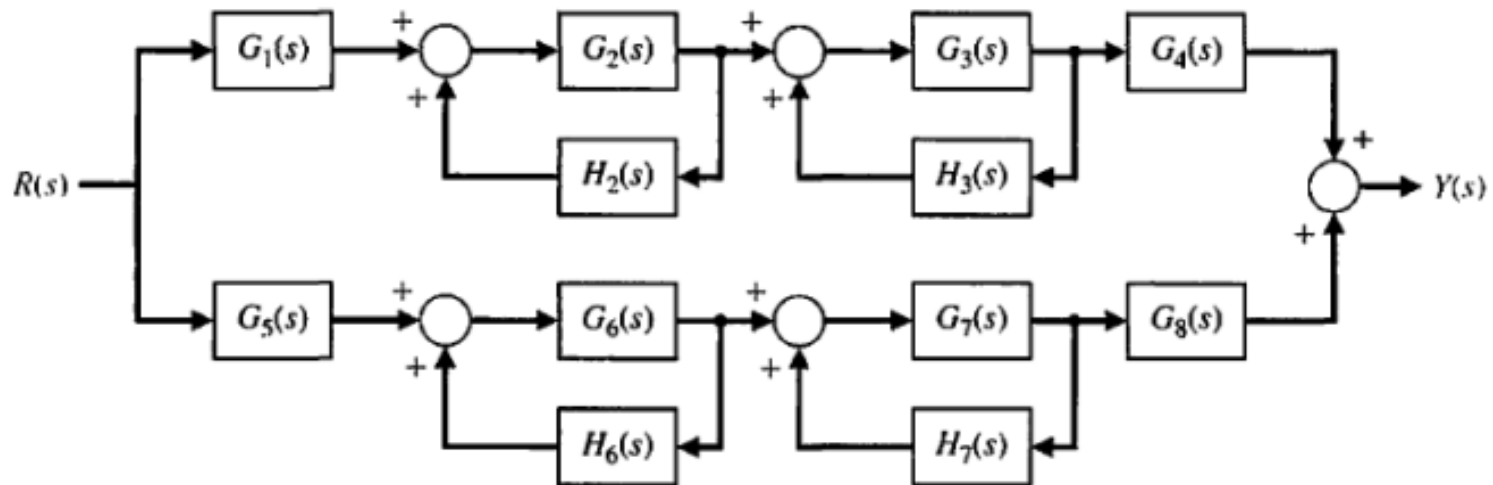 + + +
G₁(s) G₂(s) G₃(s) G₄(s)
+ + +
H₂(s) H₃(s)
R(s) Y(s)
+
+ +
G₅(s) G₆(s) G₇(s) G₈(s)
+ +
H₆(s) H₇(s)